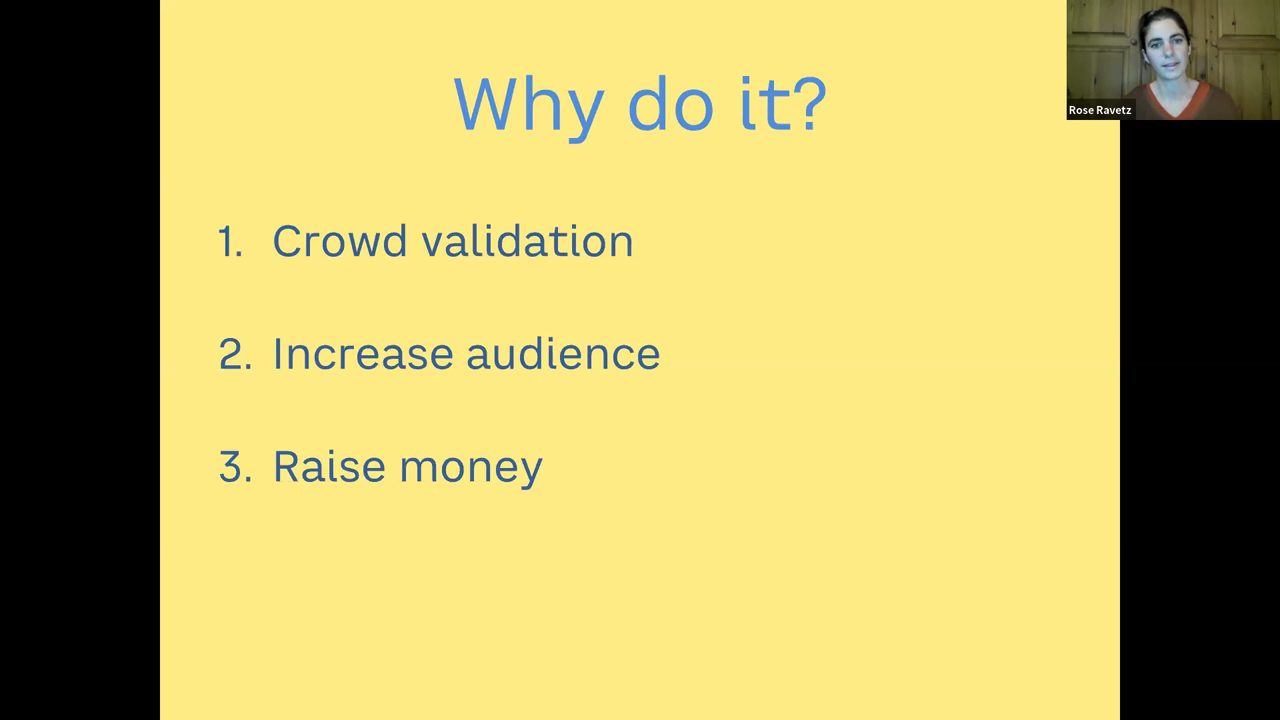 Why do it?
Rose Ravetz
1. Crowd validation
2. Increase audience
3. Raise money